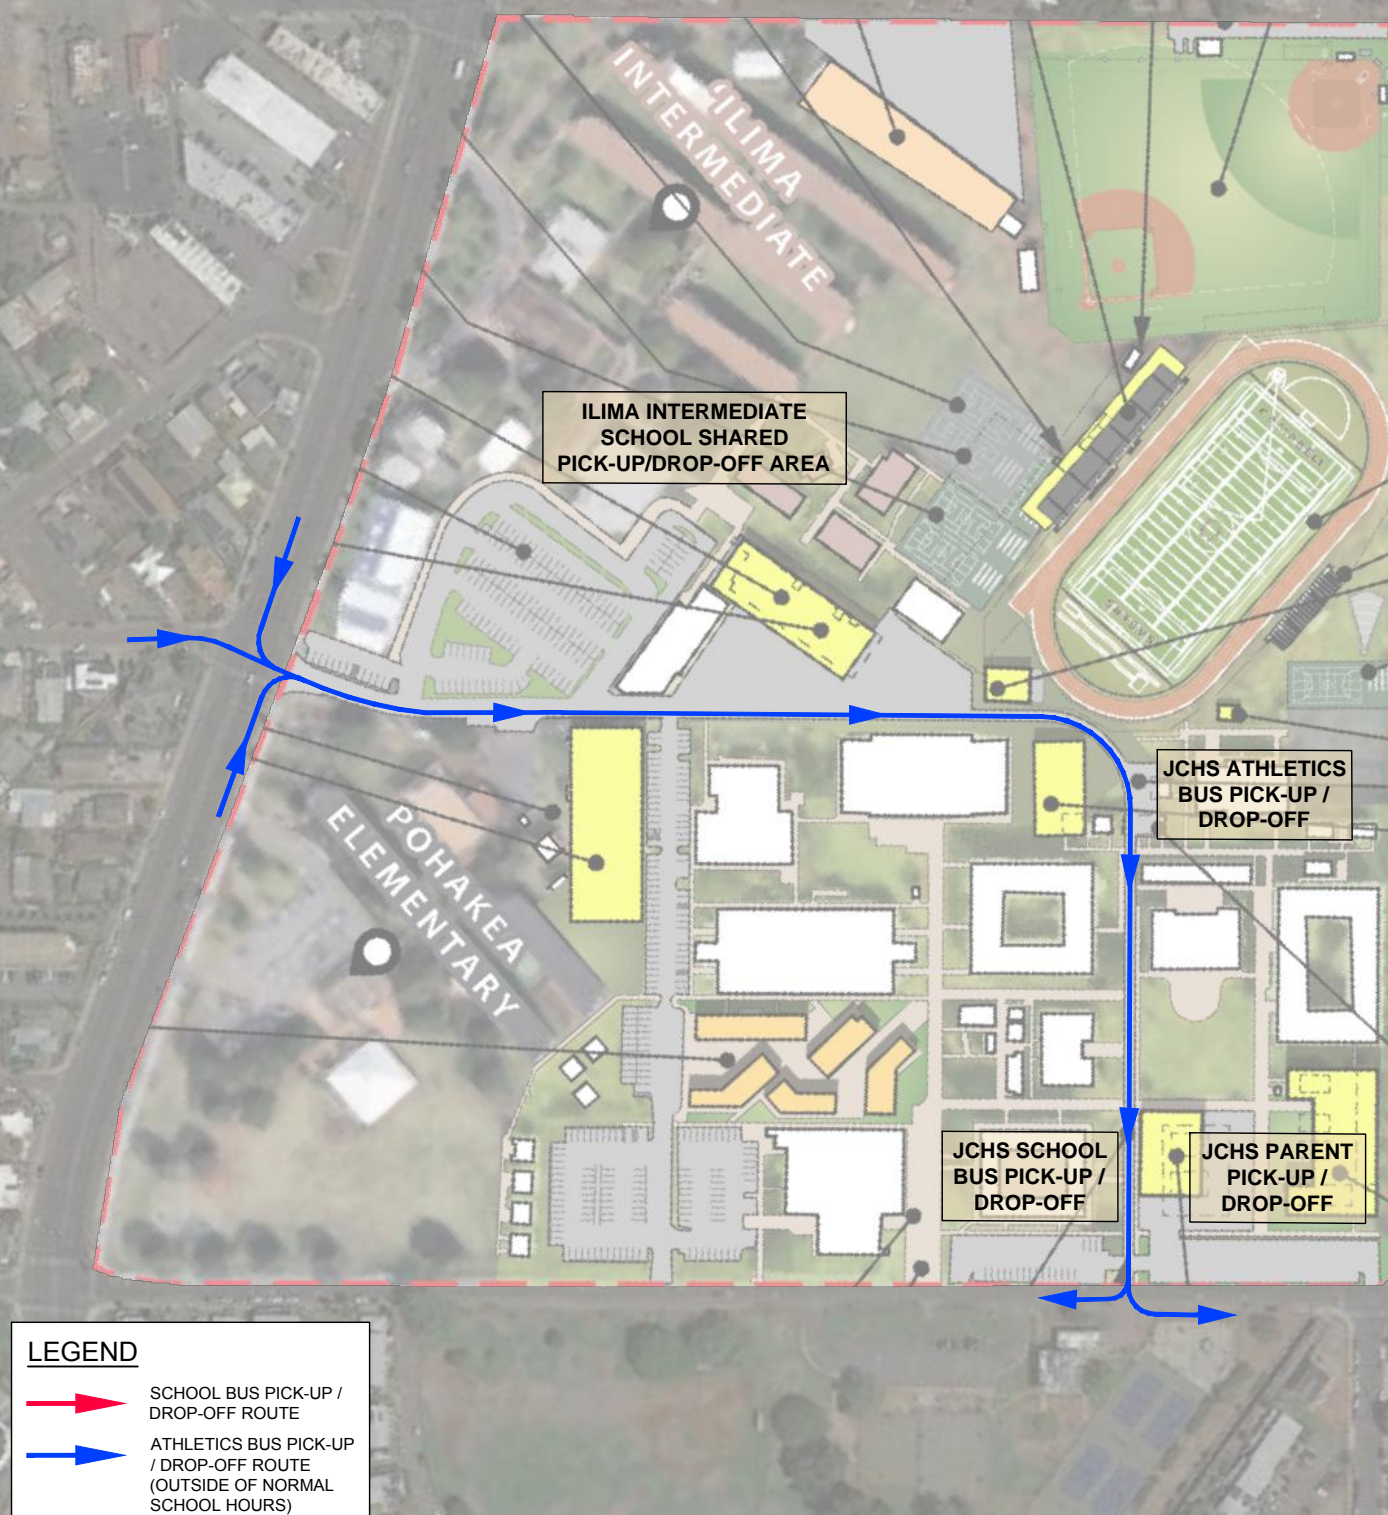 'ILIMA
INTERMEDIATE
ILIMA INTERMEDIATE
SCHOOL SHARED
PICK-UP/DROP-OFF AREA
POHAKEA
ELEMENTARY
JCHS ATHLETICS
BUS PICK-UP /
DROP-OFF
JCHS SCHOOL
BUS PICK-UP /
DROP-OFF
JCHS PARENT
PICK-UP /
DROP-OFF
LEGEND
SCHOOL BUS PICK-UP /
DROP-OFF ROUTE
ATHLETICS BUS PICK-UP
/ DROP-OFF ROUTE
(OUTSIDE OF NORMAL
SCHOOL HOURS)